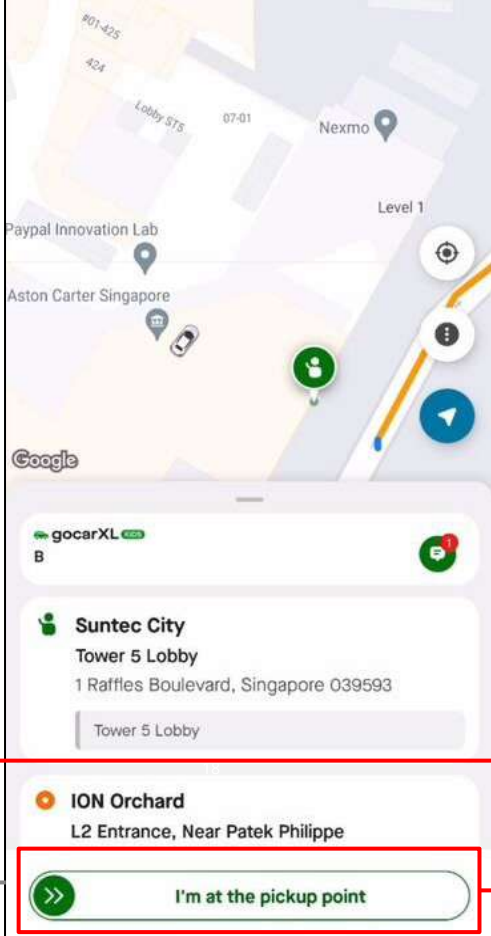 #01-425
424
Lobby ST5
07-01
Nexmo
Level 1
Paypal Innovation Lab
Aston Carter Singapore
Google
gocarXL KIDS
B
1
Suntec City
Tower 5 Lobby
1 Raffles Boulevard, Singapore 039593
Tower 5 Lobby
ION Orchard
L2 Entrance, Near Patek Philippe
I'm at the pickup point